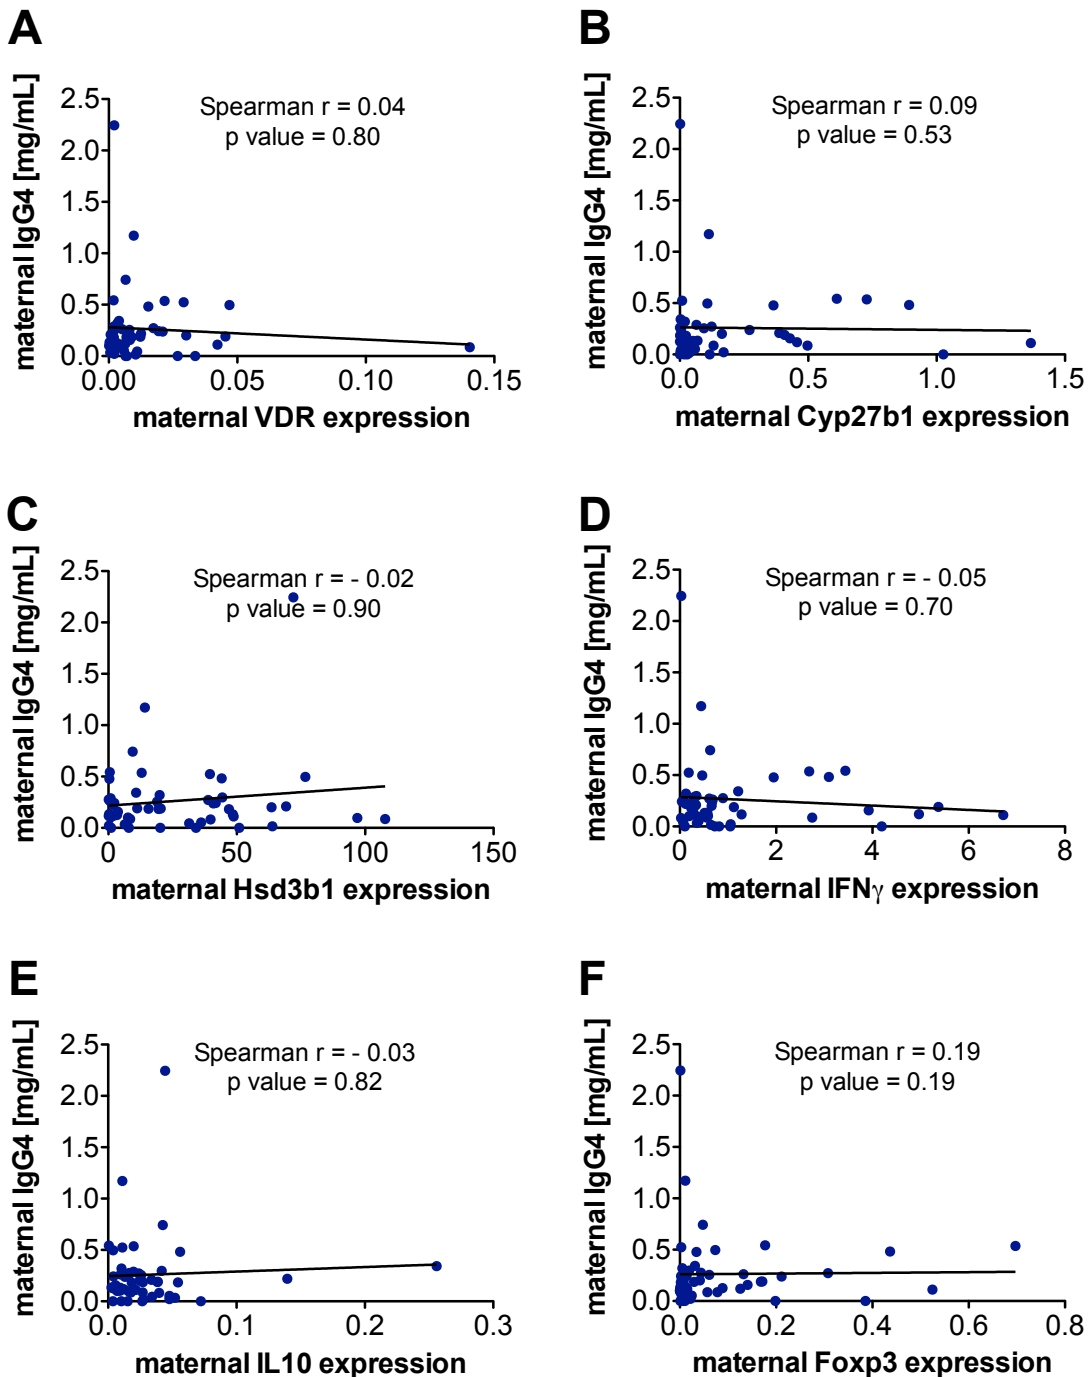 A
maternal IgG4 [mg/mL]
Spearman r = 0.04
p value = 0.80
2.5
2.0
1.5
1.0
0.5
0.0
0.00 0.05 0.10 0.15
maternal VDR expression
B
maternal IgG4 [mg/mL]
Spearman r = 0.09
p value = 0.53
2.5
2.0
1.5
1.0
0.5
0.0
0.0 0.5 1.0 1.5
maternal Cyp27b1 expression
C
maternal IgG4 [mg/mL]
Spearman r = - 0.02
p value = 0.90
2.5
2.0
1.5
1.0
0.5
0.0
0 50 100 150
maternal Hsd3b1 expression
D
maternal IgG4 [mg/mL]
Spearman r = - 0.05
p value = 0.70
2.5
2.0
1.5
1.0
0.5
0.0
0 2 4 6 8
maternal IFNγ expression
E
maternal IgG4 [mg/mL]
Spearman r = - 0.03
p value = 0.82
2.5
2.0
1.5
1.0
0.5
0.0
0.0 0.1 0.2 0.3
maternal IL10 expression
F
maternal IgG4 [mg/mL]
Spearman r = 0.19
p value = 0.19
2.5
2.0
1.5
1.0
0.5
0.0
0.0 0.2 0.4 0.6 0.8
maternal Foxp3 expression